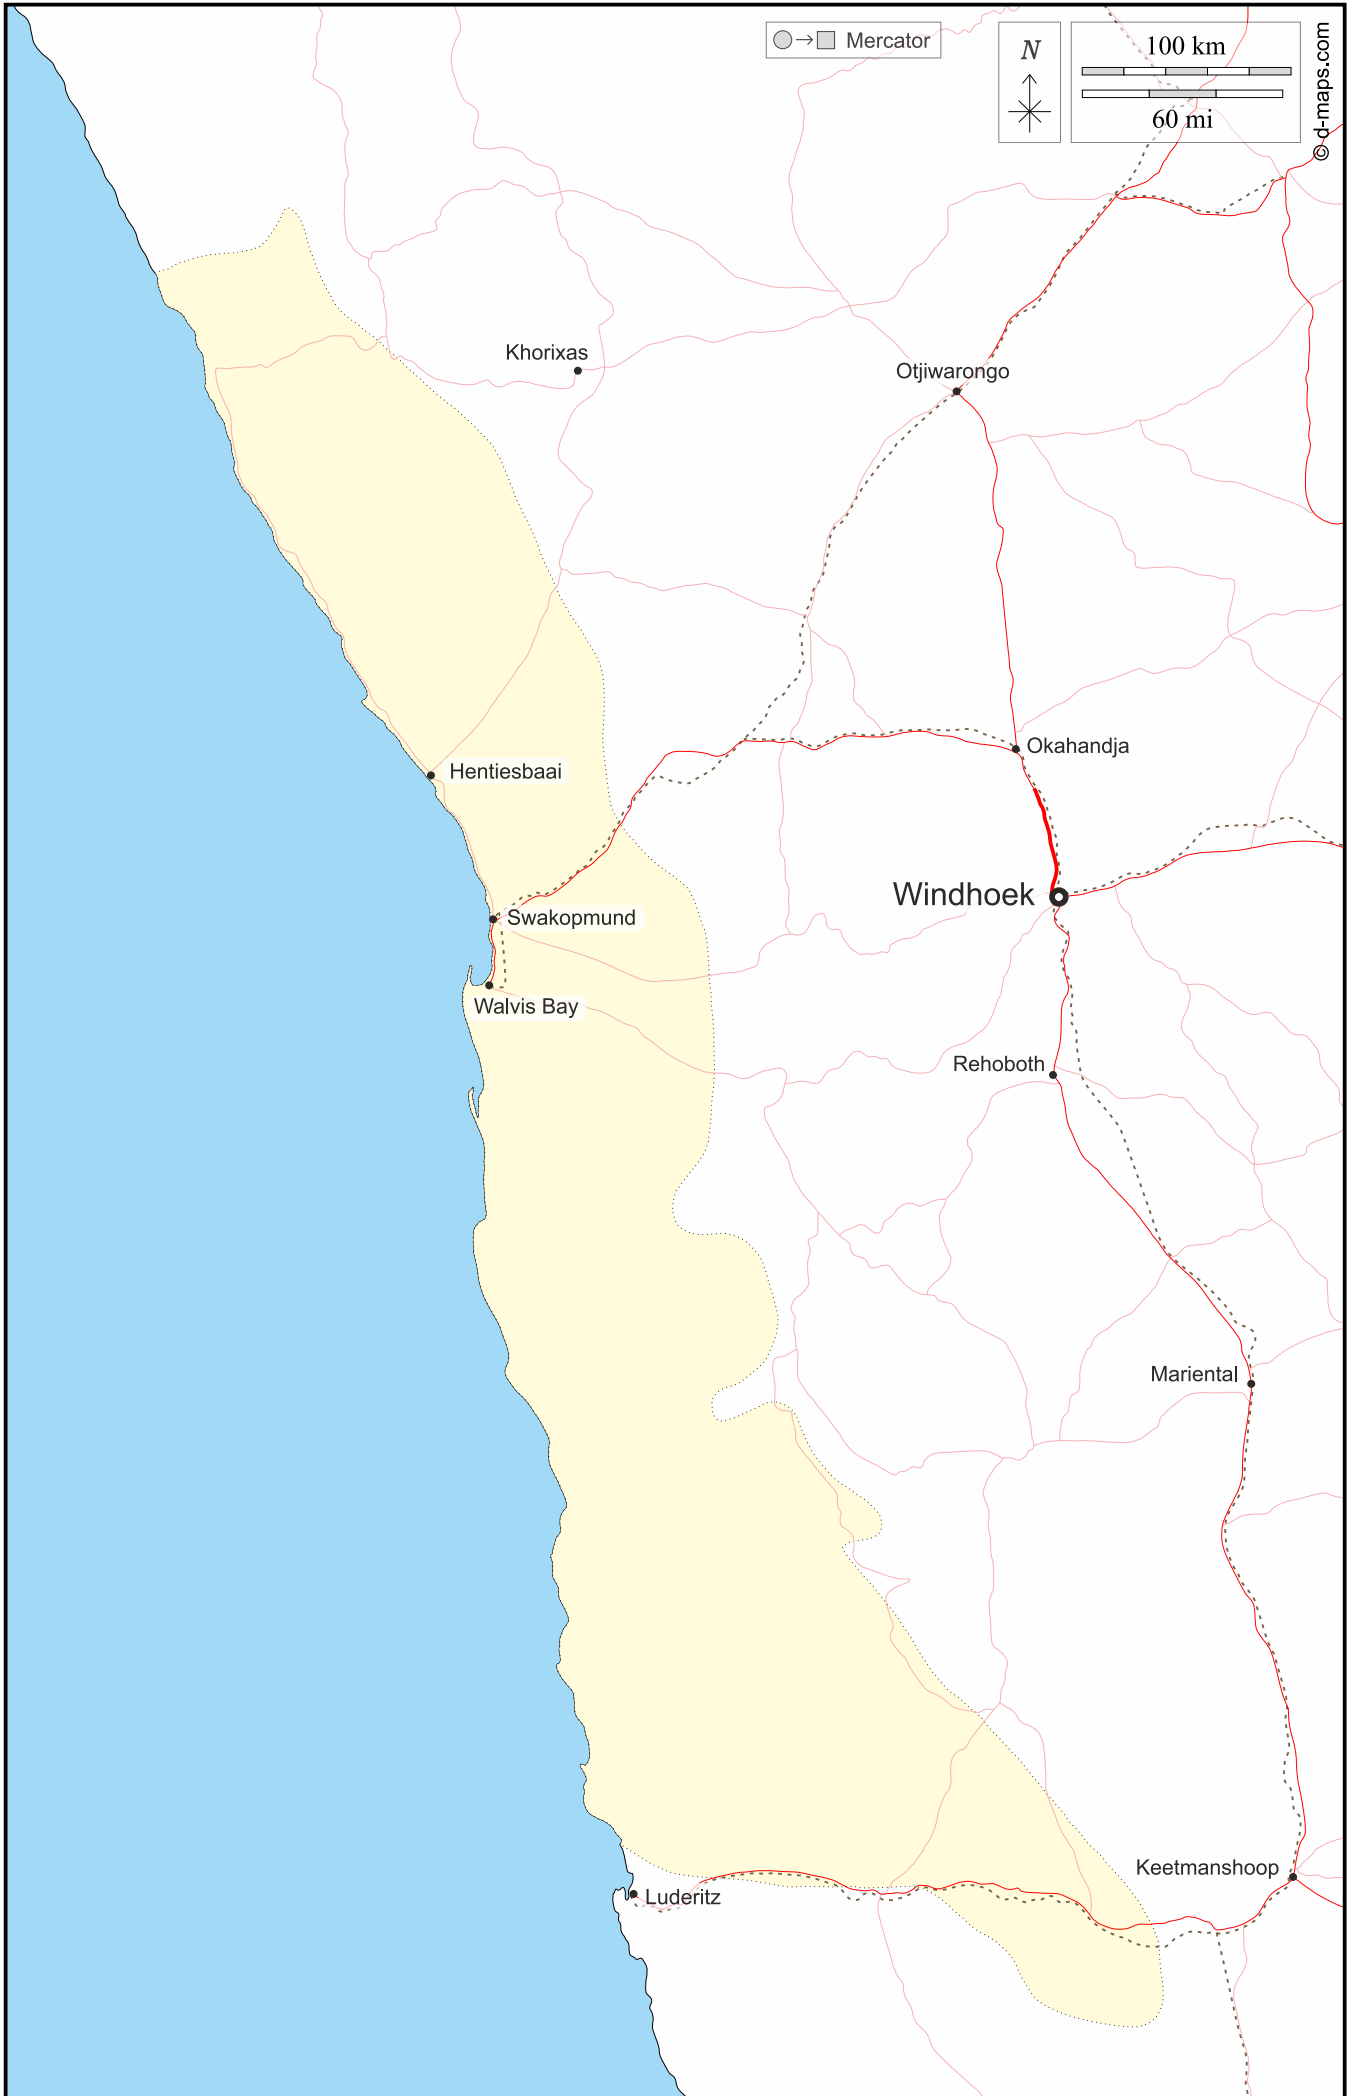 Mercator
N
100 km
60 mi
© d-maps.com
Khorixas
Otjiwarongo
Okahandja
Hentiesbaai
Windhoek
Swakopmund
Walvis Bay
Rehoboth
Mariental
Keetmanshoop
Luderitz